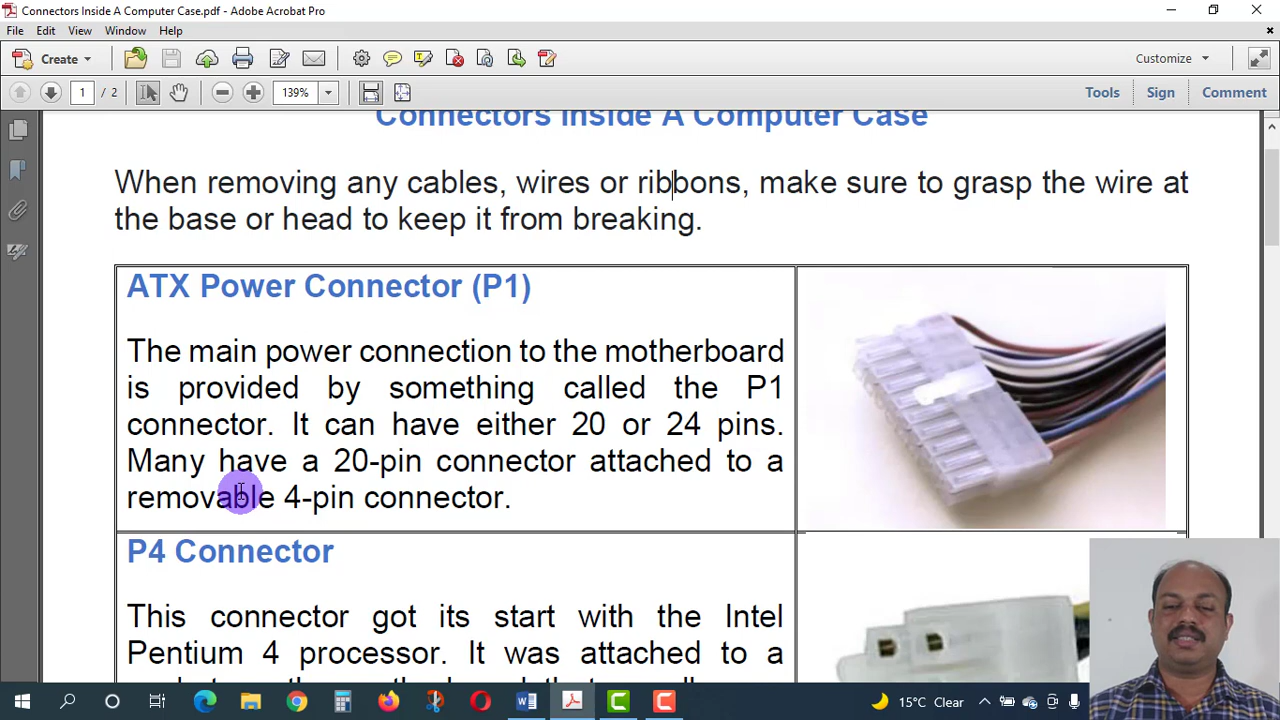 Connectors Inside A Computer Case.pdf - Adobe Acrobat Pro
File Edit View Window Help
Create Customize
1 / 2 139% Tools Sign Comment
Connectors Inside A Computer Case
When removing any cables, wires or ribbons, make sure to grasp the wire at
the base or head to keep it from breaking.
ATX Power Connector (P1)
The main power connection to the motherboard
is provided by something called the P1
connector. It can have either 20 or 24 pins.
Many have a 20-pin connector attached to a
removable 4-pin connector.
P4 Connector
This connector got its start with the Intel
Pentium 4 processor. It was attached to a
15°C Clear